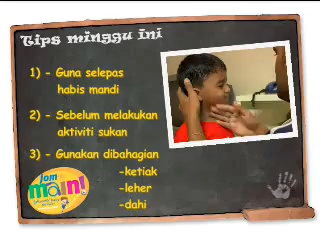 Tips minggu ini
1) - Guna selepas
habis mandi
2) - Sebelum melakukan
aktiviti sukan
3) - Gunakan dibahagian
-ketiak
-leher
-dahi
Jom
main!